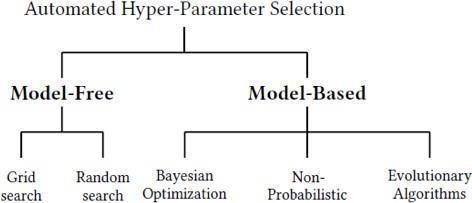 Automated Hyper-Parameter Selection
Model-Free Model-Based
Grid search
Random search
Bayesian Optimization
Non-Probabilistic
Evolutionary Algorithms